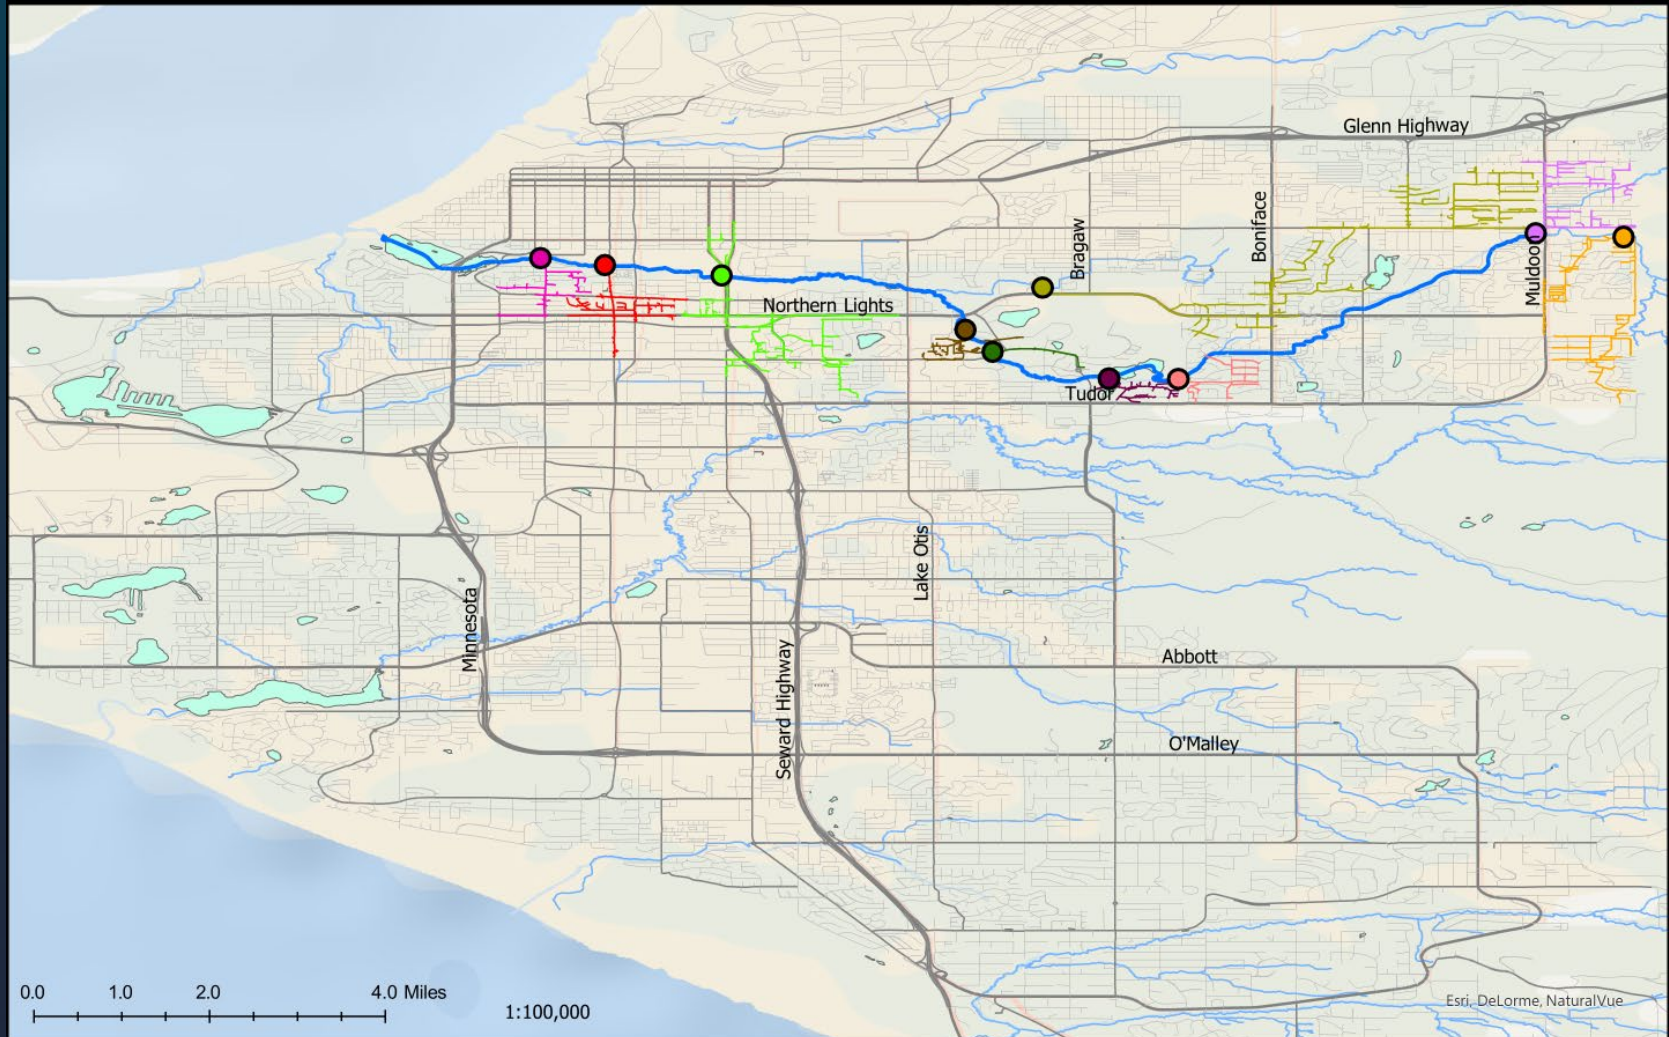 Glenn Highway
Bragaw
Boniface
Muldoon
Northern Lights
Tudor
Lake Otis
Minnesota
Seward Highway
Abbott
O'Malley
0.0 1.0 2.0 4.0 Miles
1:100,000
Esri, DeLorme, NaturalVue